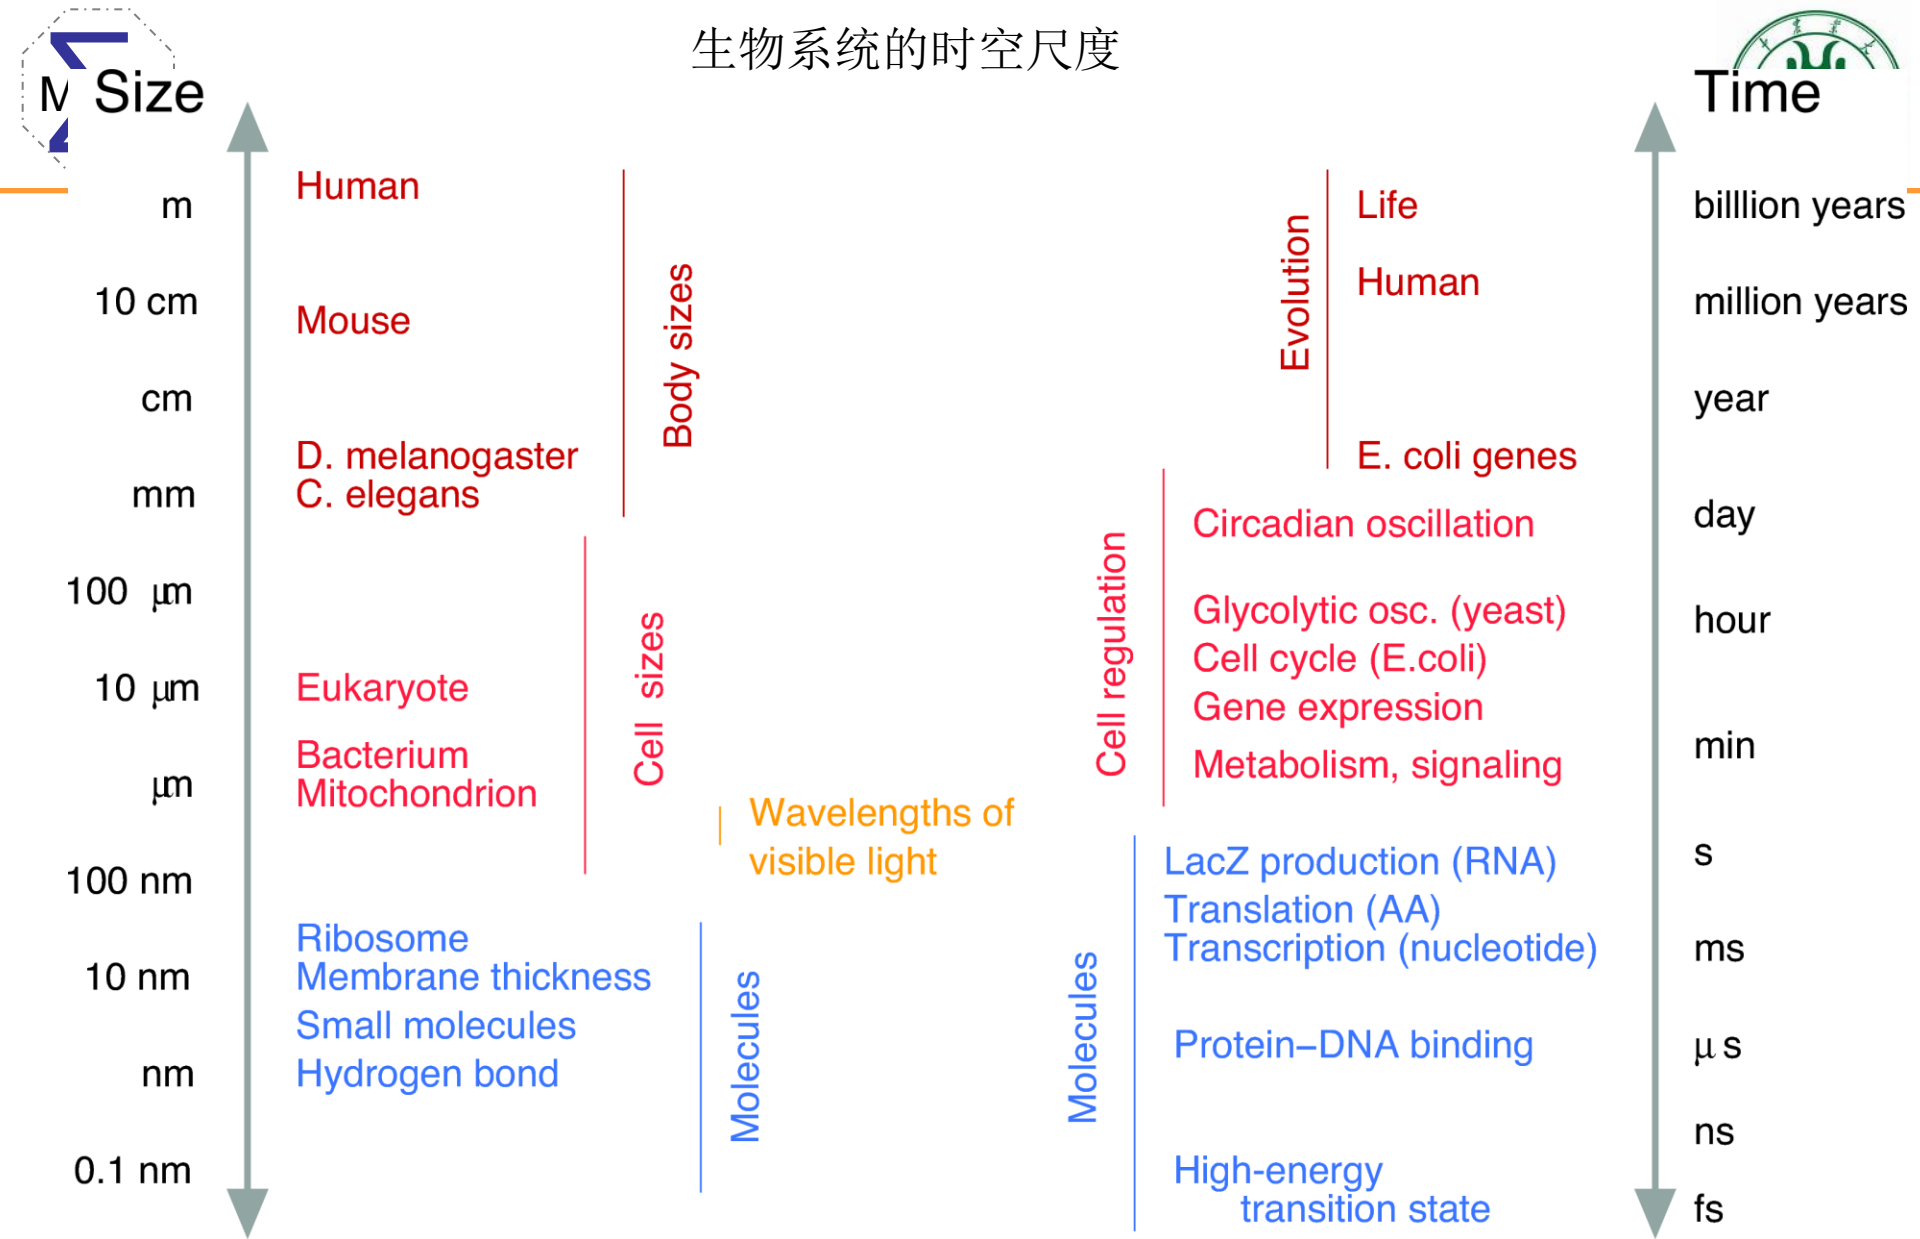 生物系统的时空尺度
M
Size
m
10 cm
cm
mm
100 μm
10 μm
μm
100 nm
10 nm
nm
0.1 nm
Human
Mouse
D. melanogaster
C. elegans
Body sizes
Eukaryote
Bacterium
Mitochondrion
Cell sizes
Wavelengths of
visible light
Ribosome
Membrane thickness
Small molecules
Hydrogen bond
Molecules
Evolution
Life
Human
E. coli genes
Cell regulation
Circadian oscillation
Glycolytic osc. (yeast)
Cell cycle (E.coli)
Gene expression
Metabolism, signaling
Molecules
LacZ production (RNA)
Translation (AA)
Transcription (nucleotide)
Protein–DNA binding
High-energy
transition state
Time
billlion years
million years
year
day
hour
min
s
ms
μs
ns
fs